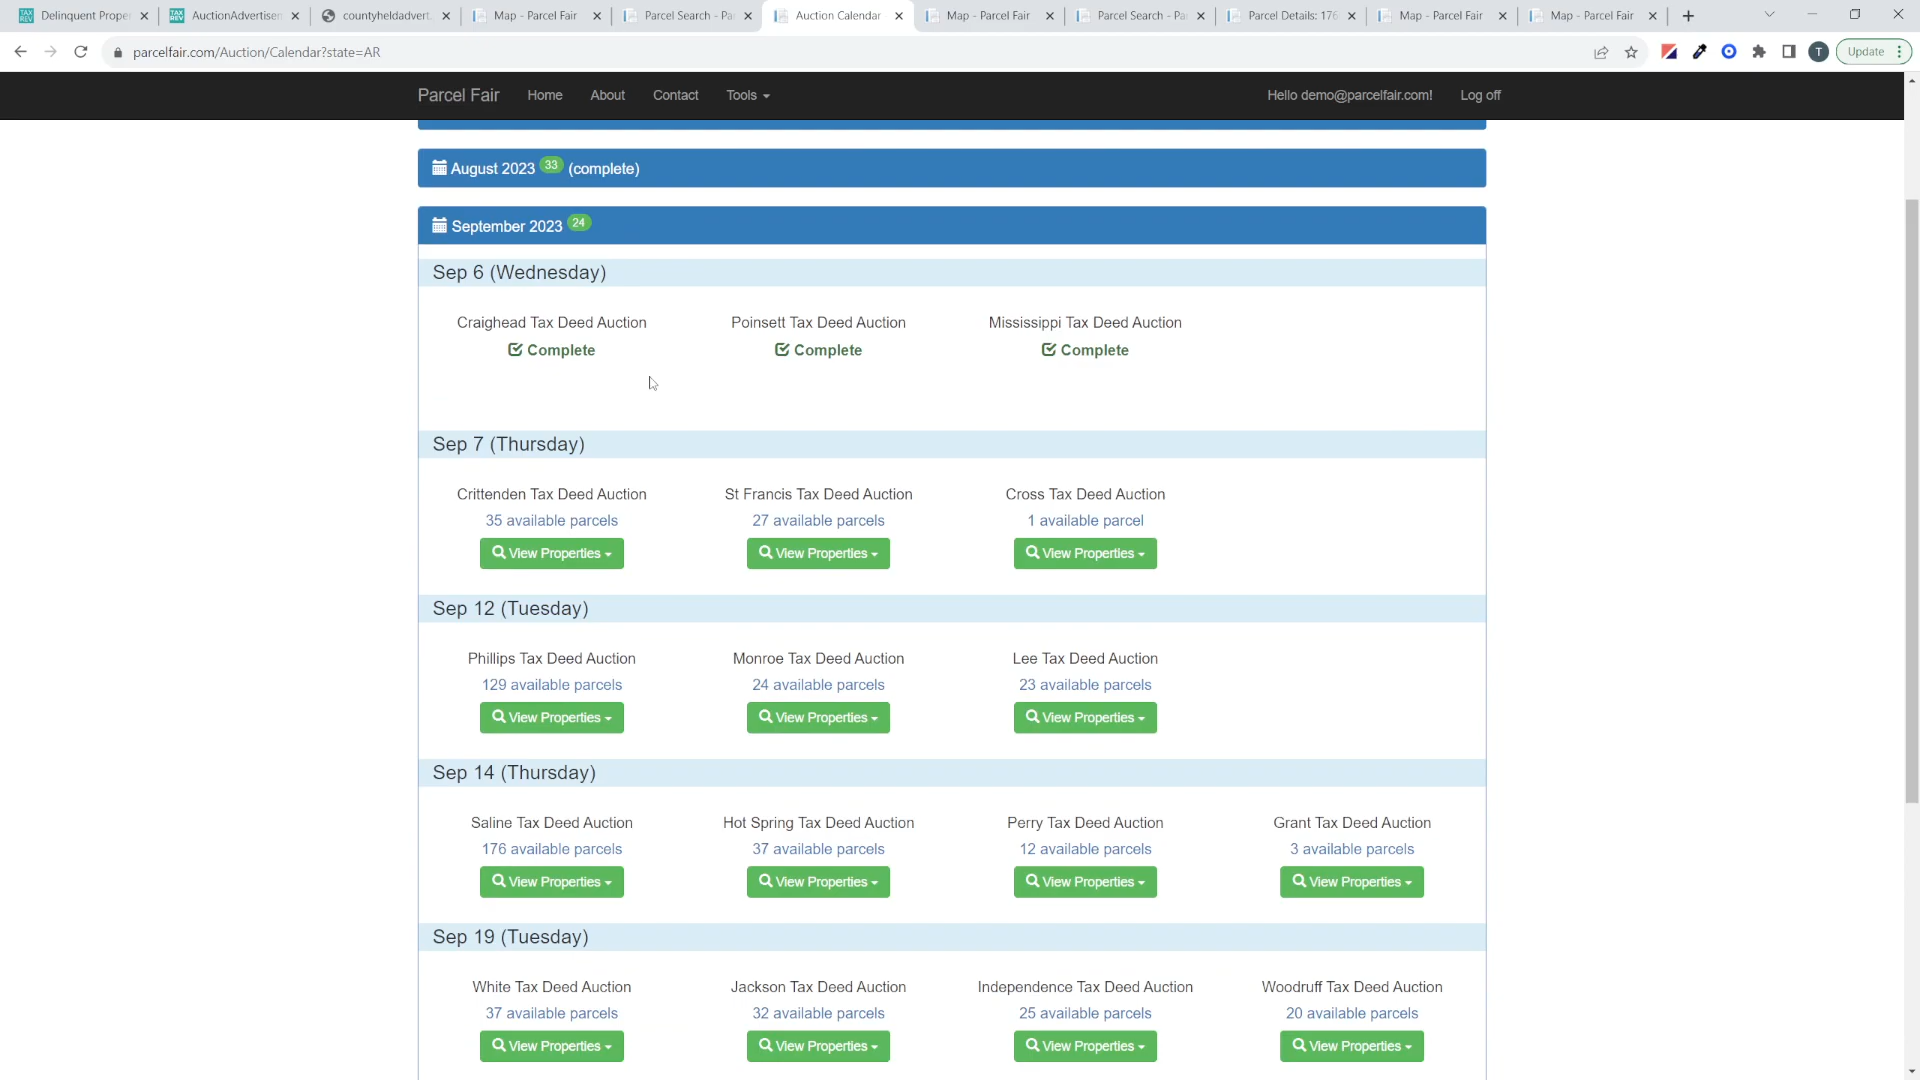 Delinquent Proper
AuctionAdvertisem
countyheldadvert
Map - Parcel Fair
Parcel Search - Pa
Auction Calendar
Map - Parcel Fair
Parcel Search - Pa
Parcel Details: 176
Map - Parcel Fair
Map - Parcel Fair
parcelfair.com/Auction/Calendar?state=AR
T
Update
Parcel Fair Home About Contact Tools
Hello demo@parcelfair.com! Log off
August 2023 33 (complete)
September 2023 24
Sep 6 (Wednesday)
Craighead Tax Deed Auction Poinsett Tax Deed Auction Mississippi Tax Deed Auction
Complete Complete Complete
Sep 7 (Thursday)
Crittenden Tax Deed Auction St Francis Tax Deed Auction Cross Tax Deed Auction
35 available parcels 27 available parcels 1 available parcel
View Properties View Properties View Properties
Sep 12 (Tuesday)
Phillips Tax Deed Auction Monroe Tax Deed Auction Lee Tax Deed Auction
129 available parcels 24 available parcels 23 available parcels
View Properties View Properties View Properties
Sep 14 (Thursday)
Saline Tax Deed Auction Hot Spring Tax Deed Auction Perry Tax Deed Auction Grant Tax Deed Auction
176 available parcels 37 available parcels 12 available parcels 3 available parcels
View Properties View Properties View Properties View Properties
Sep 19 (Tuesday)
White Tax Deed Auction Jackson Tax Deed Auction Independence Tax Deed Auction Woodruff Tax Deed Auction
37 available parcels 32 available parcels 25 available parcels 20 available parcels
View Properties View Properties View Properties View Properties